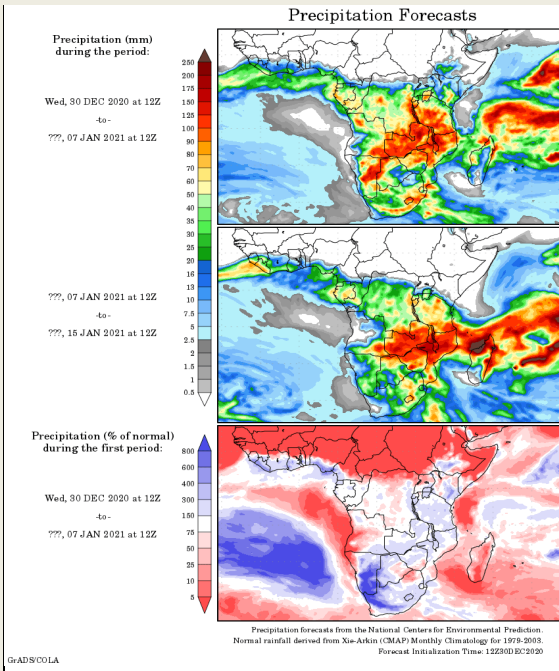 Precipitation Forecasts
Precipitation (mm)
during the period:
Wed, 30 DEC 2020 at 12Z
-to-
???, 07 JAN 2021 at 12Z
250
200
175
150
125
100
90
80
70
60
50
40
35
30
25
20
16
13
10
7.5
5
2.5
2
1.5
1
0.5
???, 07 JAN 2021 at 12Z
-to-
???, 15 JAN 2021 at 12Z
Precipitation (% of normal)
during the first period:
Wed, 30 DEC 2020 at 12Z
-to-
???, 07 JAN 2021 at 12Z
800
600
400
300
150
75
50
25
10
5
Precipitation forecasts from the National Centers for Environmental Prediction.
Normal rainfall derived from Xie-Arkin (CMAP) Monthly Climatology for 1979-2003.
Forecast Initialization Time: 12Z30DEC2020
GrADS/COLA